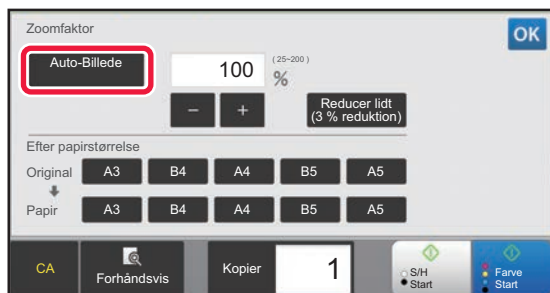 Zoomfaktor
OK
Auto-Billede
100
(25~200)
%
− +
Reducer lidt
(3 % reduktion)
Efter papirstørrelse
Original A3 B4 A4 B5 A5
Papir A3 B4 A4 B5 A5
CA
Forhåndsvis
Kopier
1
S/H
Start
Farve
Start